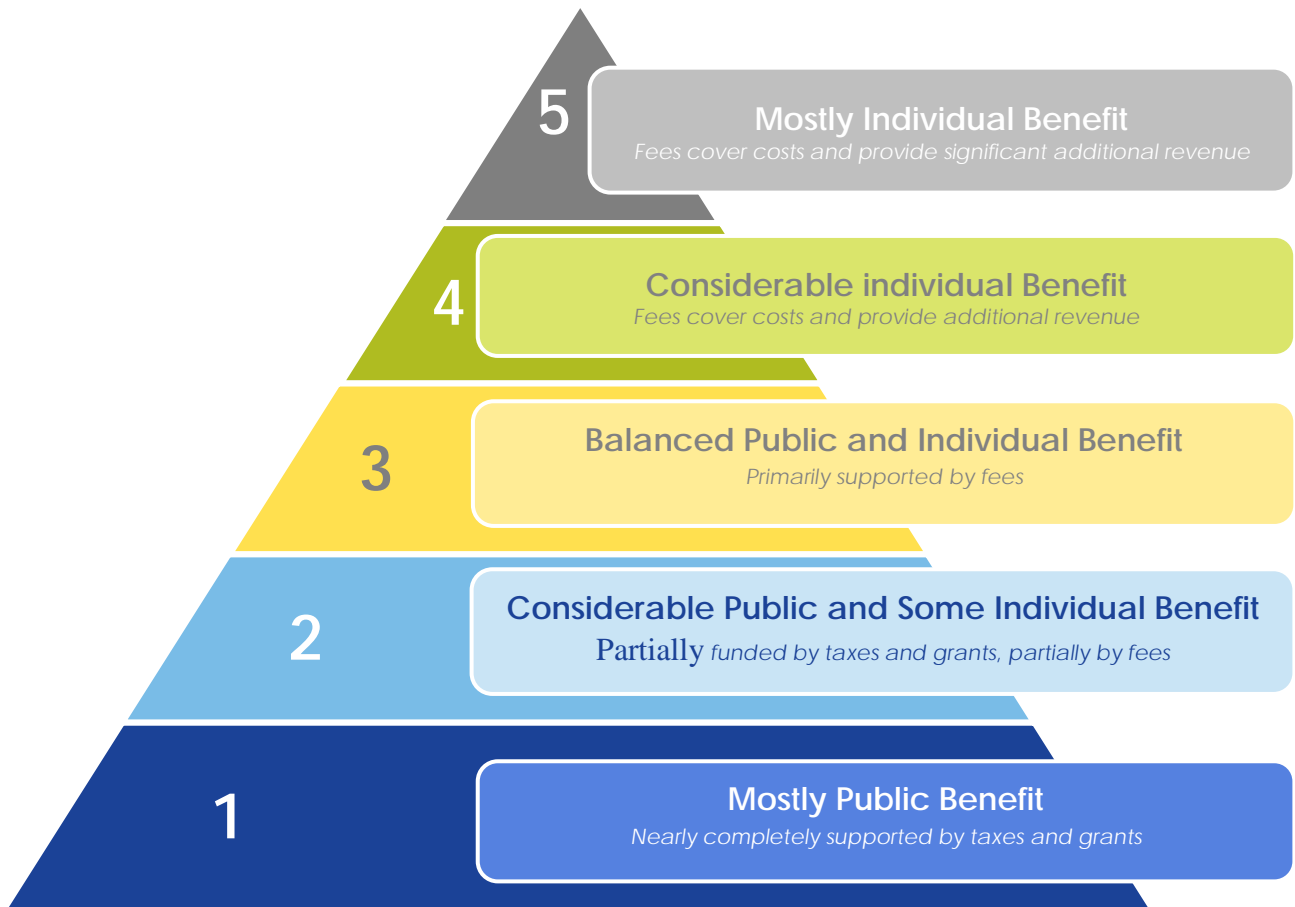 5
Mostly Individual Benefit
Fees cover costs and provide significant additional revenue
4
Considerable individual Benefit
Fees cover costs and provide additional revenue
3
Balanced Public and Individual Benefit
Primarily supported by fees
2
Considerable Public and Some Individual Benefit
Partially funded by taxes and grants, partially by fees
1
Mostly Public Benefit
Nearly completely supported by taxes and grants